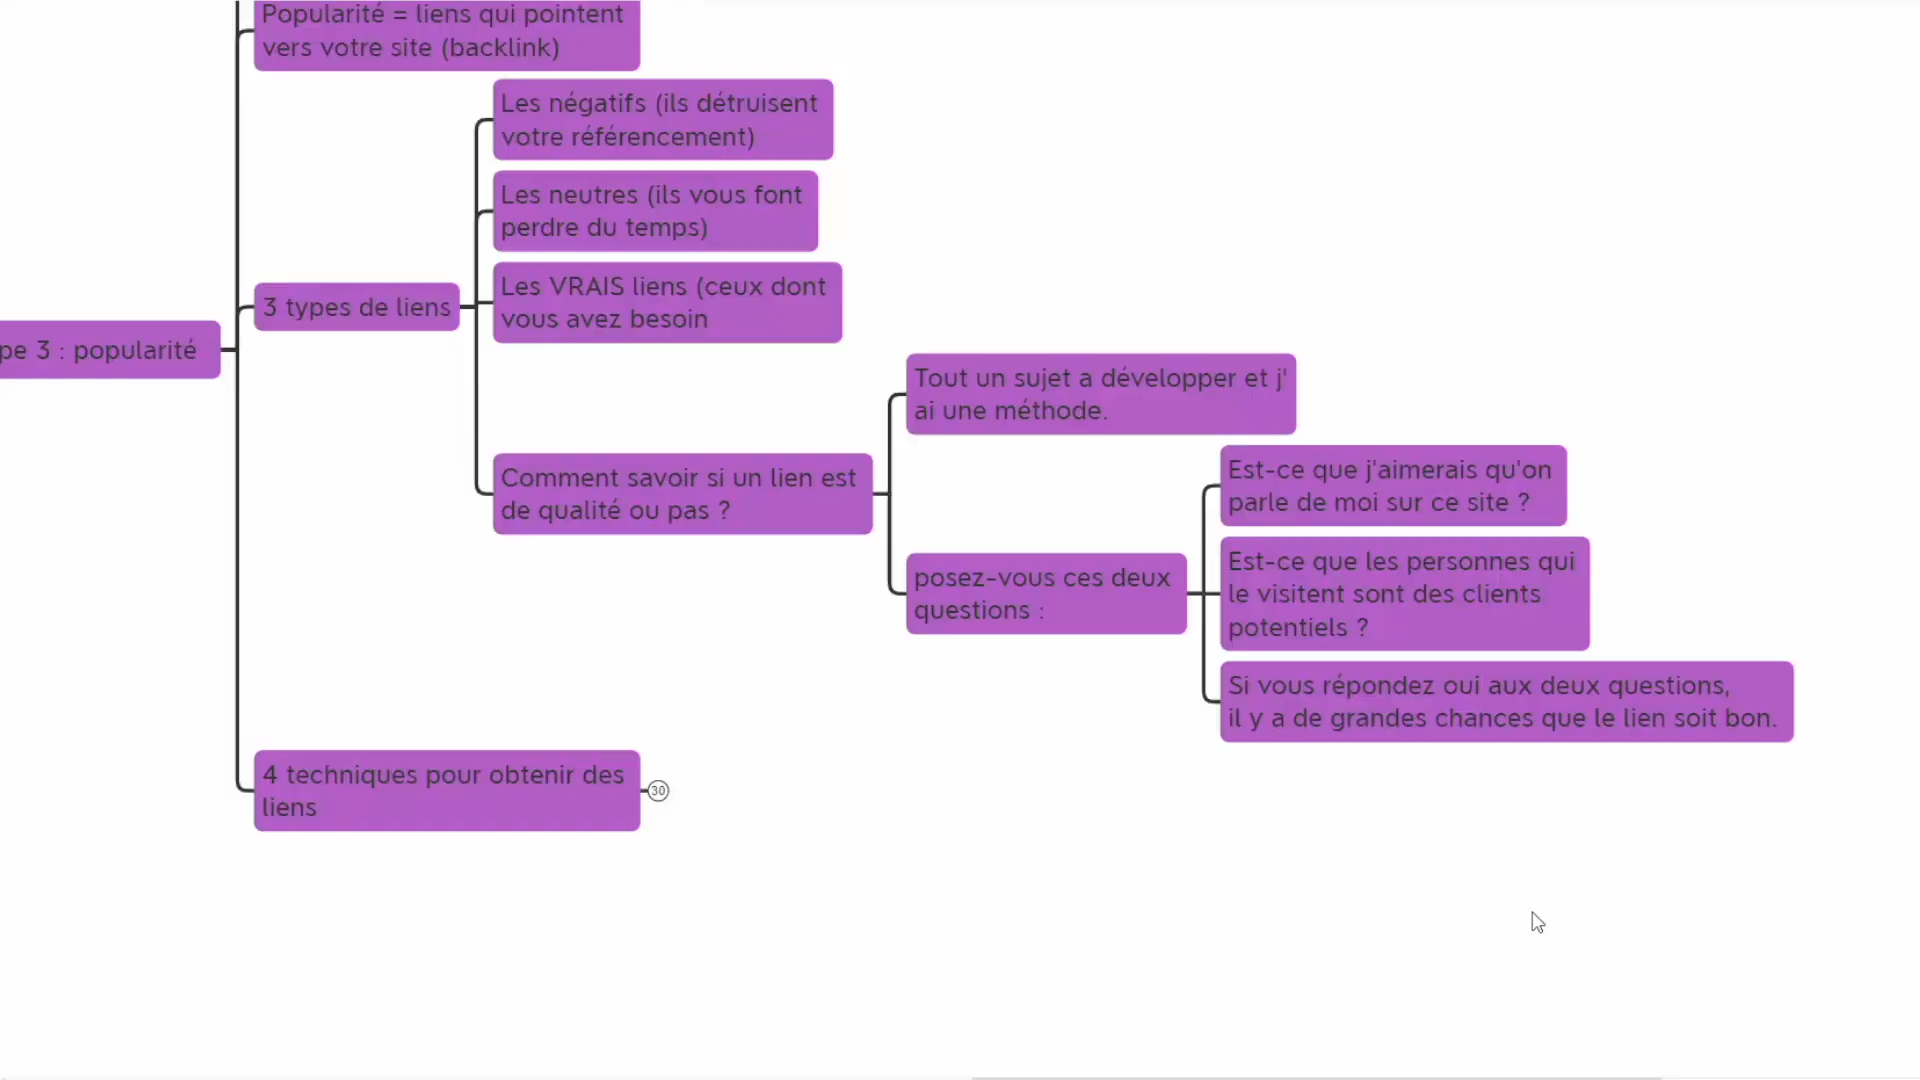 Popularité = liens qui pointent
vers votre site (backlink)
Les négatifs (ils détruisent
votre référencement)
Les neutres (ils vous font
perdre du temps)
3 types de liens
Les VRAIS liens (ceux dont
vous avez besoin
pe 3 : popularité
Tout un sujet a développer et j'
ai une méthode.
Comment savoir si un lien est
de qualité ou pas ?
Est-ce que j'aimerais qu'on
parle de moi sur ce site ?
posez-vous ces deux
questions :
Est-ce que les personnes qui
le visitent sont des clients
potentiels ?
Si vous répondez oui aux deux questions,
il y a de grandes chances que le lien soit bon.
4 techniques pour obtenir des
liens
30